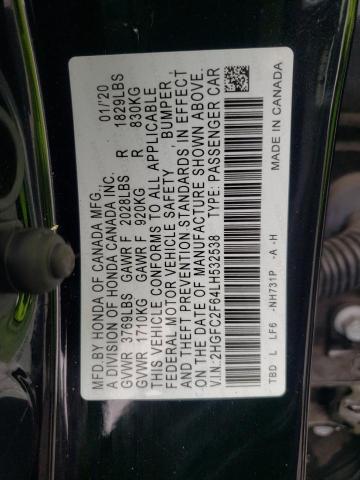 MFD.BY HONDA OF CANADA MFG., 01/'20
A DIVISION OF HONDA CANADA INC.
GVWR 3769LBS GAWR F 2028LBS R 1829LBS
GVWR 1710KG GAWR F 920KG R 830KG
THIS VEHICLE CONFORMS TO ALL APPLICABLE
FEDERAL MOTOR VEHICLE SAFETY, BUMPER,
AND THEFT PREVENTION STANDARDS IN EFFECT
ON THE DATE OF MANUFACTURE SHOWN ABOVE.
V.I.N.:2HGFC2F64LH532538 TYPE: PASSENGER CAR
TBD L LF6 -NH731P -A -H MADE IN CANADA